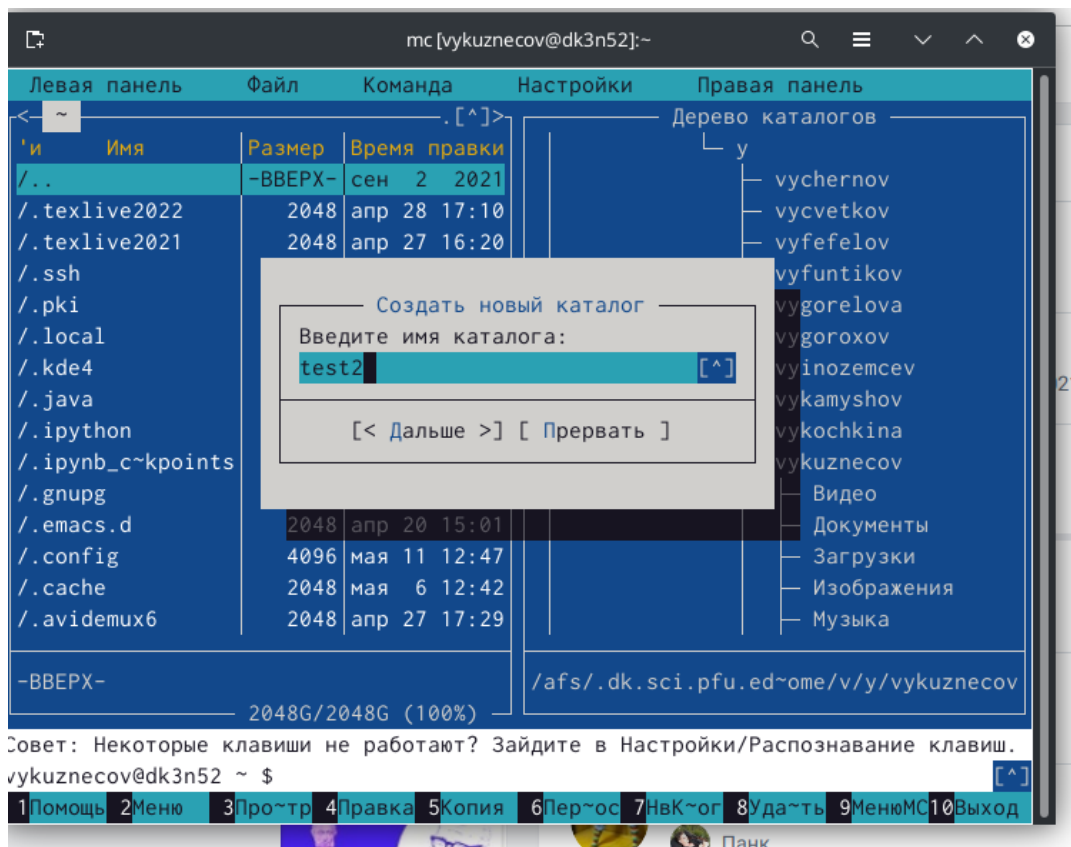 mc [vykuznecov@dk3n52]:~
Левая панель Файл Команда Настройки Правая панель
<— ~ .[^]> Дерево каталогов
'и Имя Размер Время правки y
/.. -ВВЕРХ- сен 2 2021 vychernov
/.texlive2022 2048 апр 28 17:10 vycvetkov
/.texlive2021 2048 апр 27 16:20 vyfefelov
/.ssh vyfuntikov
/.pki Создать новый каталог vygorelova
/.local Введите имя каталога: vygoroxov
/.kde4 test2 [^] vyinozemcev
/.java vykamyshov
/.ipython [< Дальше >] [ Прервать ] vykochkina
/.ipynb_c~kpoints vykuznecov
/.gnupg Видео
/.emacs.d 2048 апр 20 15:01 Документы
/.config 4096 мая 11 12:47 Загрузки
/.cache 2048 мая 6 12:42 Изображения
/.avidemux6 2048 апр 27 17:29 Музыка
-ВВЕРХ- /afs/.dk.sci.pfu.ed~ome/v/y/vykuznecov
2048G/2048G (100%)
Совет: Некоторые клавиши не работают? Зайдите в Настройки/Распознавание клавиш.
vykuznecov@dk3n52 ~ $ [^]
1Помощь 2Меню 3Про~тр 4Правка 5Копия 6Пер~ос 7НвК~ог 8Уда~ть 9МенюМС 10Выход
Панк